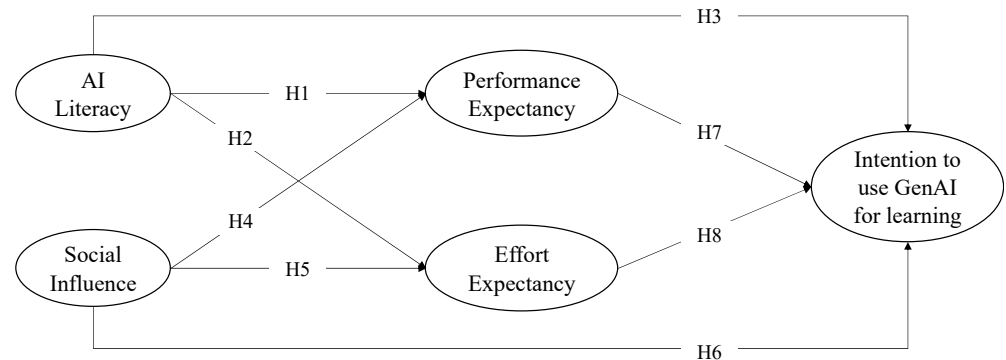 H3
AI
Literacy
H1
Performance
Expectancy
H2
H7
Intention to
use GenAI
for learning
H4
H8
Social
Influence
H5
Effort
Expectancy
H6